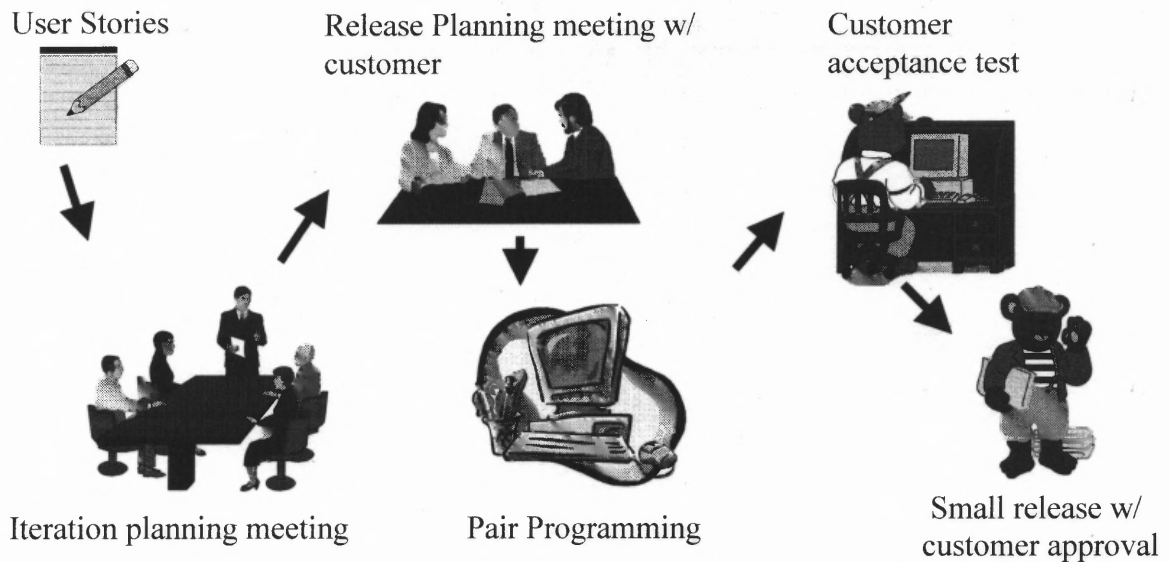 User Stories
Release Planning meeting w/
customer
Customer
acceptance test
Iteration planning meeting
Pair Programming
Small release w/
customer approval